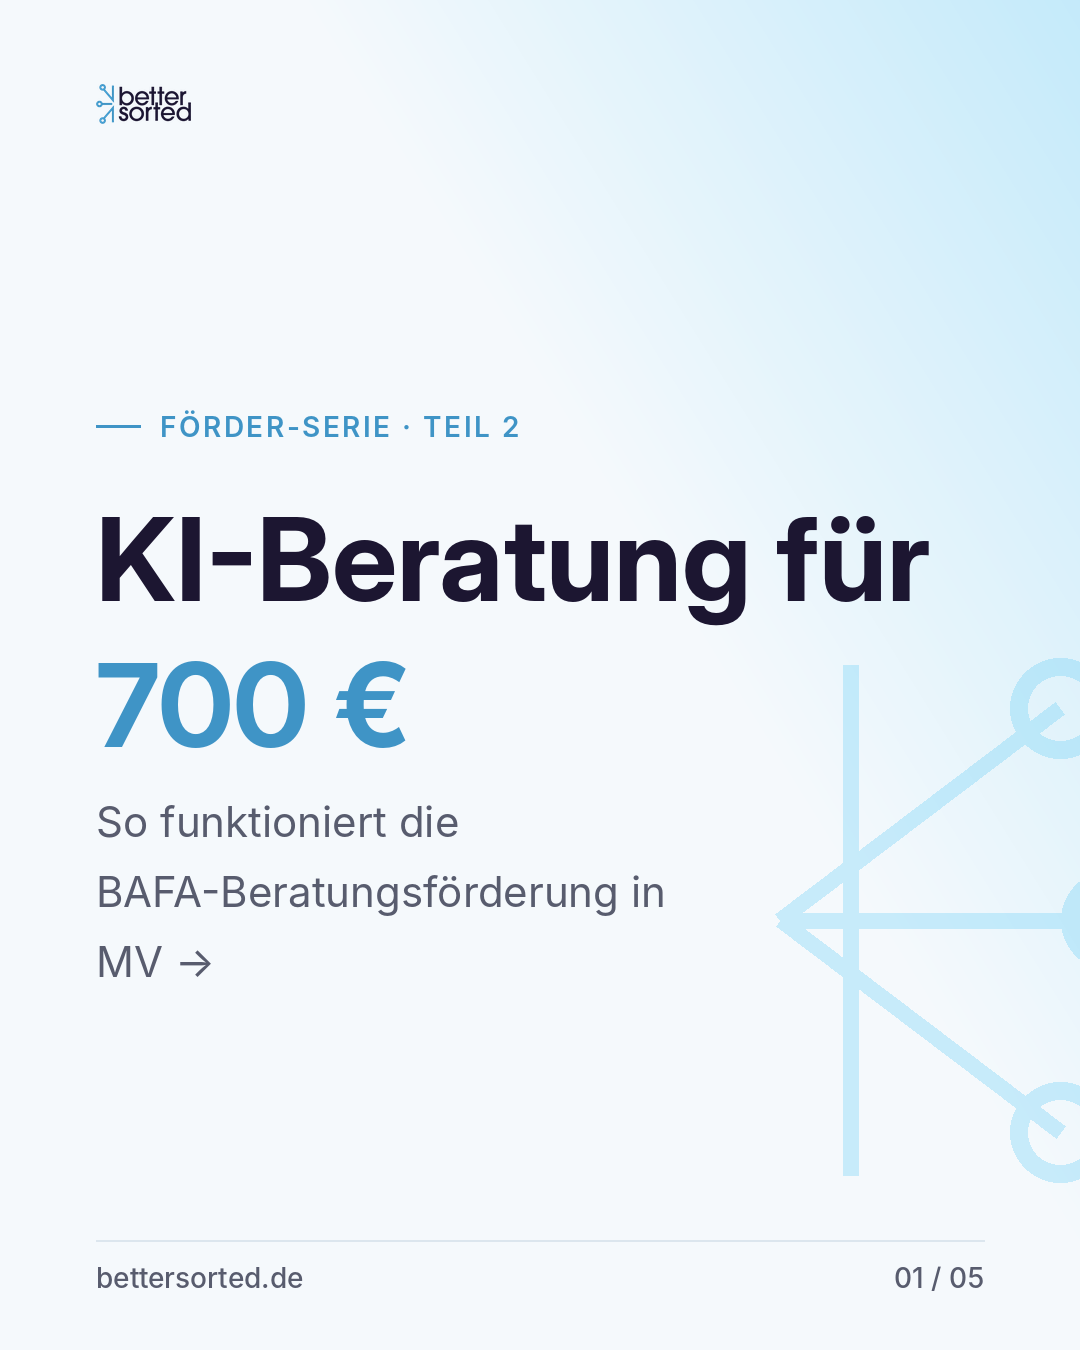 better
sorted
FÖRDER-SERIE · TEIL 2
KI-Beratung für
700 €
So funktioniert die
BAFA-Beratungsförderung in
MV →
bettersorted.de
01 / 05